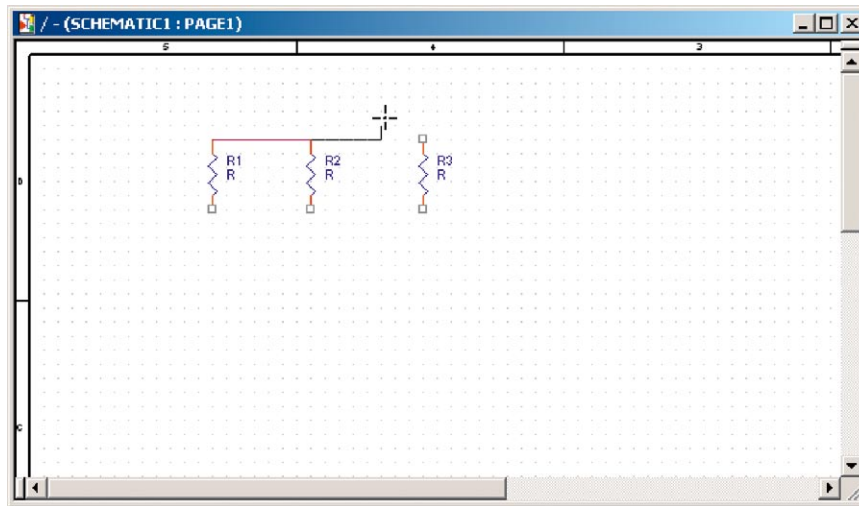 / - (SCHEMATIC1 : PAGE1)
5 4 3
D
R1 R2 R3
R R R
C